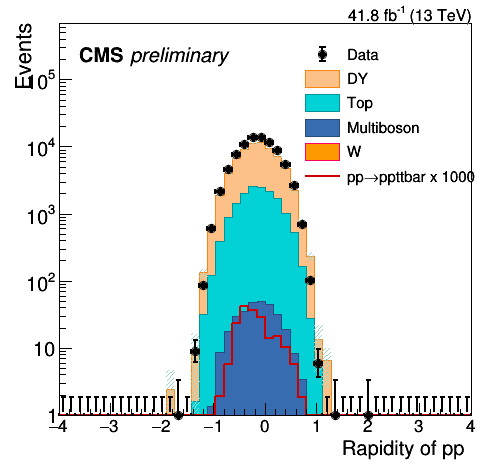 41.8 fb⁻¹ (13 TeV)
Events
CMS preliminary
Data
DY
Top
Multiboson
W
pp→ppttbar x 1000
10⁵
10⁴
10³
10²
10
1
−4 −3 −2 −1 0 1 2 3 4
Rapidity of pp